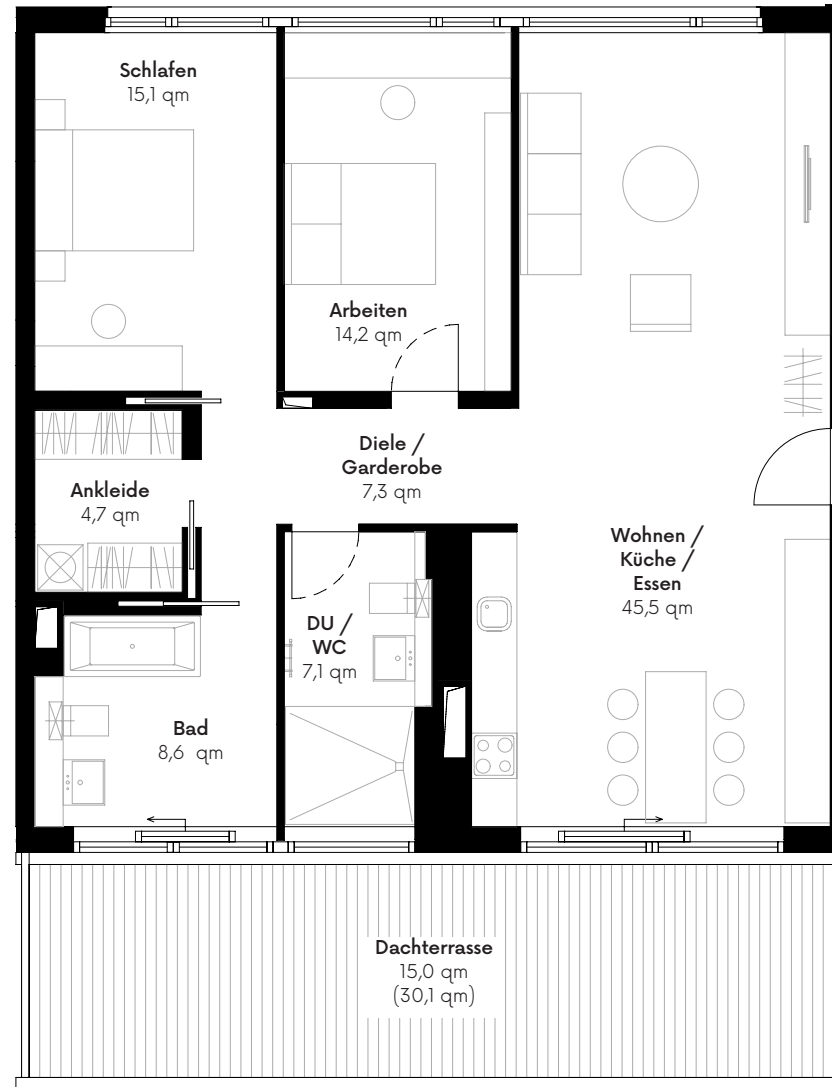 Schlafen
15,1 qm
Arbeiten
14,2 qm
Diele /
Garderobe
7,3 qm
Ankleide
4,7 qm
Wohnen /
Küche /
Essen
45,5 qm
DU /
WC
7,1 qm
Bad
8,6 qm
Dachterrasse
15,0 qm
(30,1 qm)